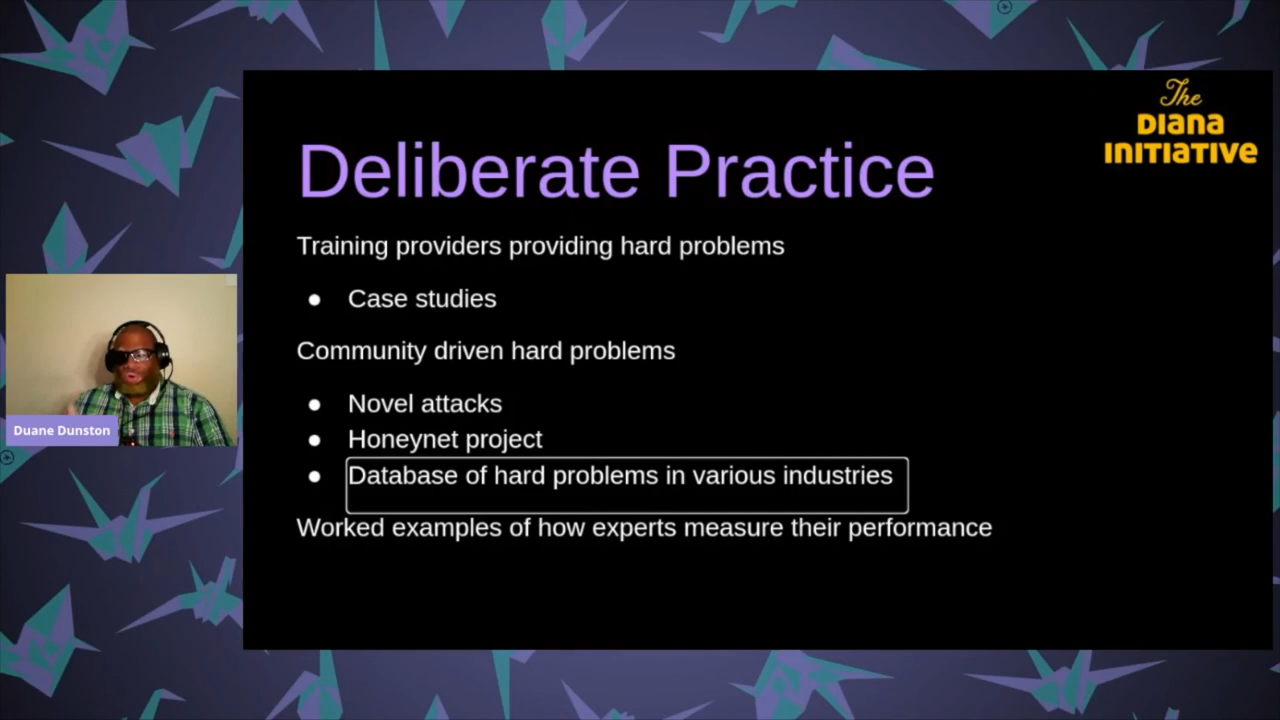 The
DIANA
INITIATIVE
Deliberate Practice
Training providers providing hard problems
● Case studies
Community driven hard problems
● Novel attacks
● Honeynet project
● Database of hard problems in various industries
Worked examples of how experts measure their performance
Duane Dunston